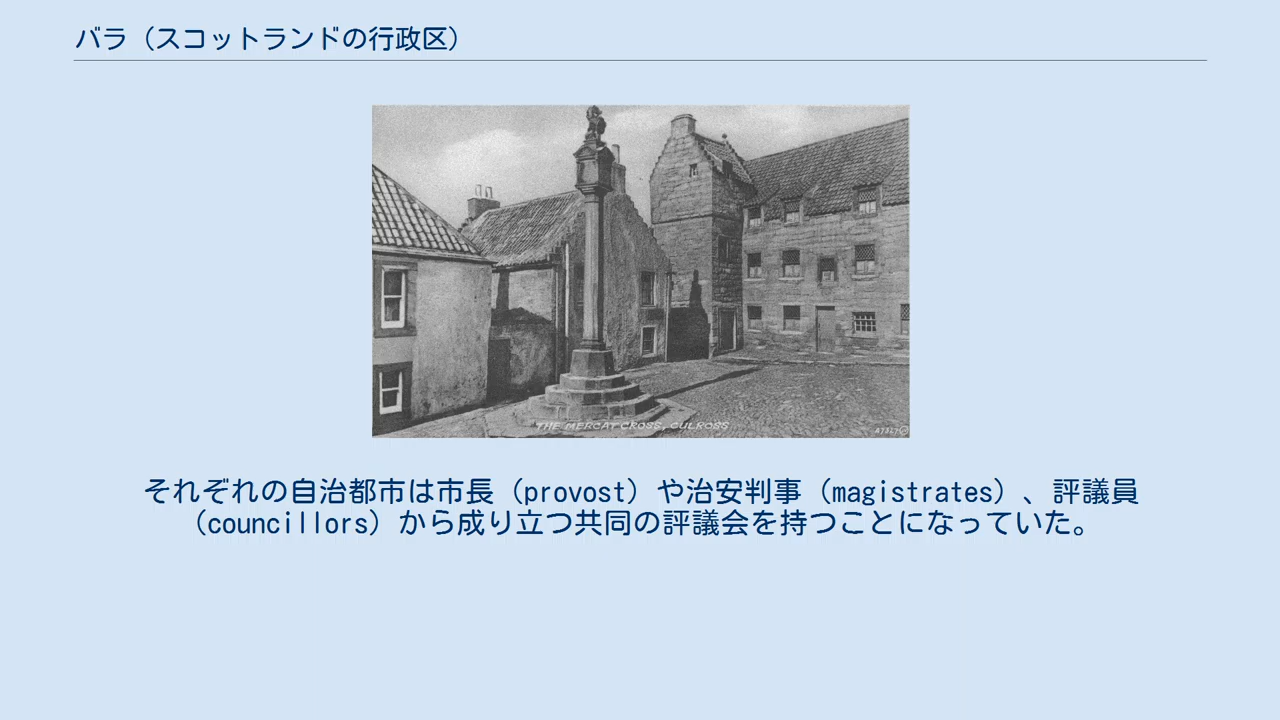 バラ（スコットランドの行政区）
THE MERCAT CROSS, CULROSS
それぞれの自治都市は市長（provost）や治安判事（magistrates）、評議員
（councillors）から成り立つ共同の評議会を持つことになっていた。